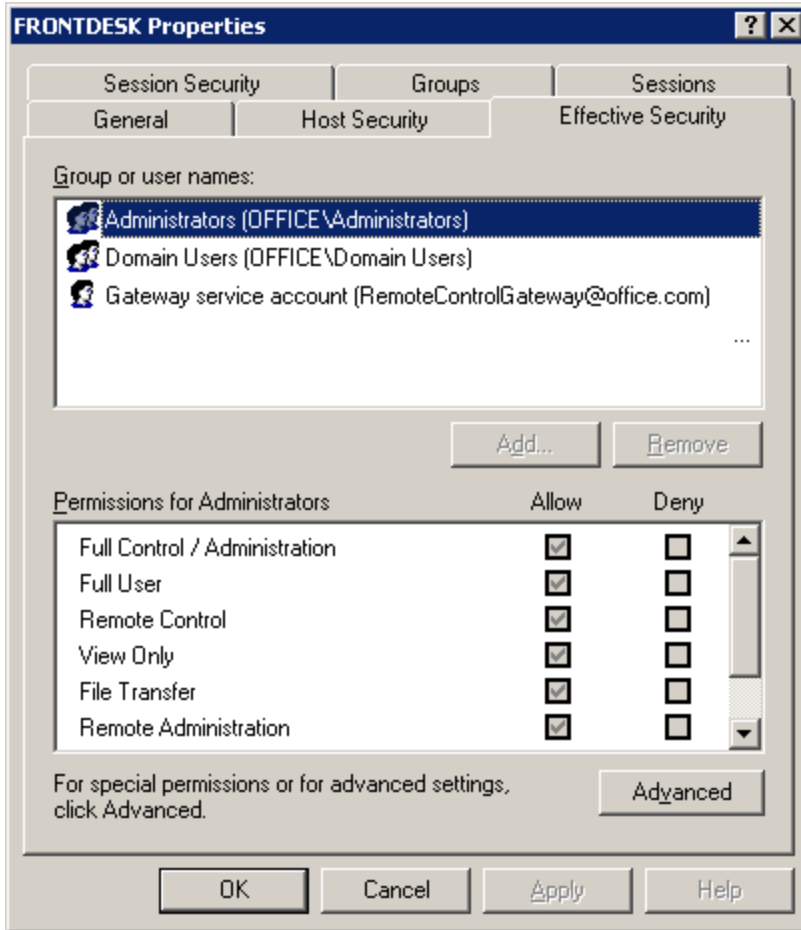 FRONTDESK Properties
Session Security Groups Sessions
General Host Security Effective Security
Group or user names:
Administrators (OFFICE\Administrators)
Domain Users (OFFICE\Domain Users)
Gateway service account (RemoteControlGateway@office.com)
...
Add... Remove
Permissions for Administrators Allow Deny
Full Control / Administration
Full User
Remote Control
View Only
File Transfer
Remote Administration
For special permissions or for advanced settings,
click Advanced.
Advanced
OK Cancel Apply Help